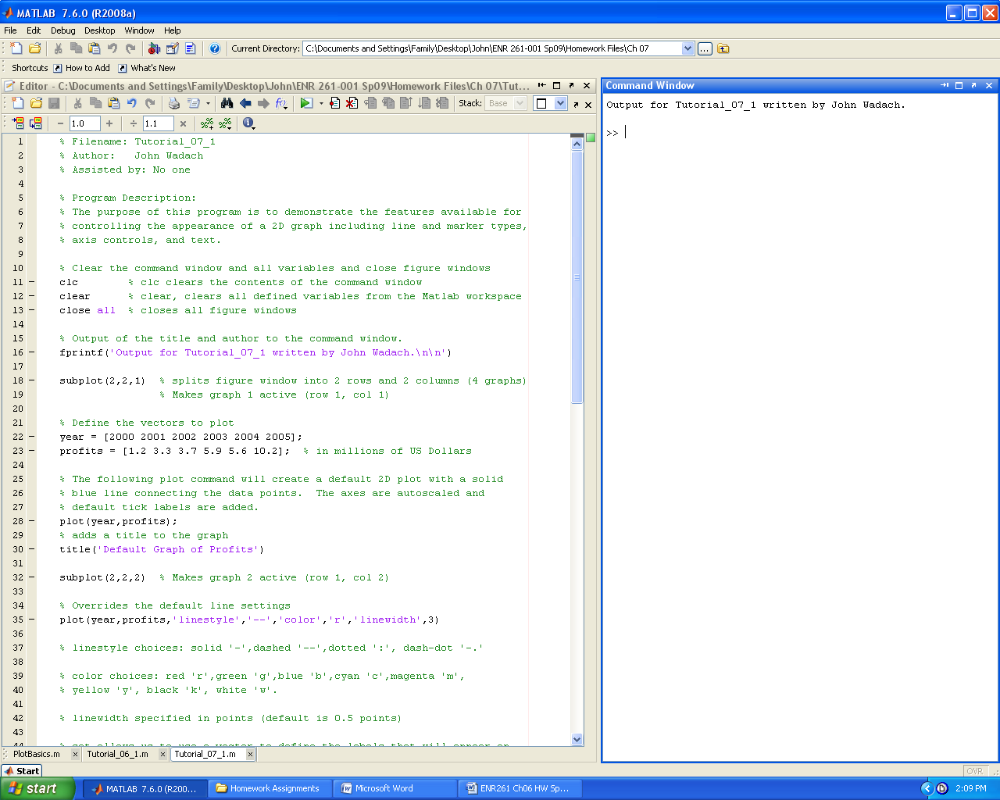 MATLAB 7.6.0 (R2008a)
File Edit Debug Desktop Window Help
Current Directory: C:\Documents and Settings\Family\Desktop\John\ENR 261-001 Sp09\Homework Files\Ch 07 ...
Shortcuts How to Add What's New
Editor - C:\Documents and Settings\Family\Desktop\John\ENR 261-001 Sp09\Homework Files\Ch 07\Tut...
Stack: Base
− 1.0 + ÷ 1.1 ×
1 % Filename: Tutorial_07_1
2 % Author:   John Wadach
3 % Assisted by: No one
4
5 % Program Description:
6 % The purpose of this program is to demonstrate the features available for
7 % controlling the appearance of a 2D graph including line and marker types,
8 % axis controls, and text.
9
10 % Clear the command window and all variables and close figure windows
11 − clc        % clc clears the contents of the command window
12 − clear      % clear, clears all defined variables from the Matlab workspace
13 − close all  % closes all figure windows
14
15 % Output of the title and author to the command window.
16 − fprintf('Output for Tutorial_07_1 written by John Wadach.\n\n')
17
18 − subplot(2,2,1)  % splits figure window into 2 rows and 2 columns (4 graphs)
19 % Makes graph 1 active (row 1, col 1)
20
21 % Define the vectors to plot
22 − year = [2000 2001 2002 2003 2004 2005];
23 − profits = [1.2 3.3 3.7 5.9 5.6 10.2];  % in millions of US Dollars
24
25 % The following plot command will create a default 2D plot with a solid
26 % blue line connecting the data points.  The axes are autoscaled and
27 % default tick labels are added.
28 − plot(year,profits);
29 % adds a title to the graph
30 − title('Default Graph of Profits')
31
32 − subplot(2,2,2)  % Makes graph 2 active (row 1, col 2)
33
34 % Overrides the default line settings
35 − plot(year,profits,'linestyle','--','color','r','linewidth',3)
36
37 % linestyle choices: solid '-',dashed '--',dotted ':', dash-dot '-.'
38
39 % color choices: red 'r',green 'g',blue 'b',cyan 'c',magenta 'm',
40 % yellow 'y', black 'k', white 'w'.
41
42 % linewidth specified in points (default is 0.5 points)
43
44 % set allows us to use a vector to define the labels that will appear on
PlotBasics.m × Tutorial_06_1.m × Tutorial_07_1.m ×
Command Window
Output for Tutorial_07_1 written by John Wadach.
>>
Start OVR
start MATLAB 7.6.0 (R200... Homework Assignments Microsoft Word ENR261 Ch06 HW Sp... 2:09 PM